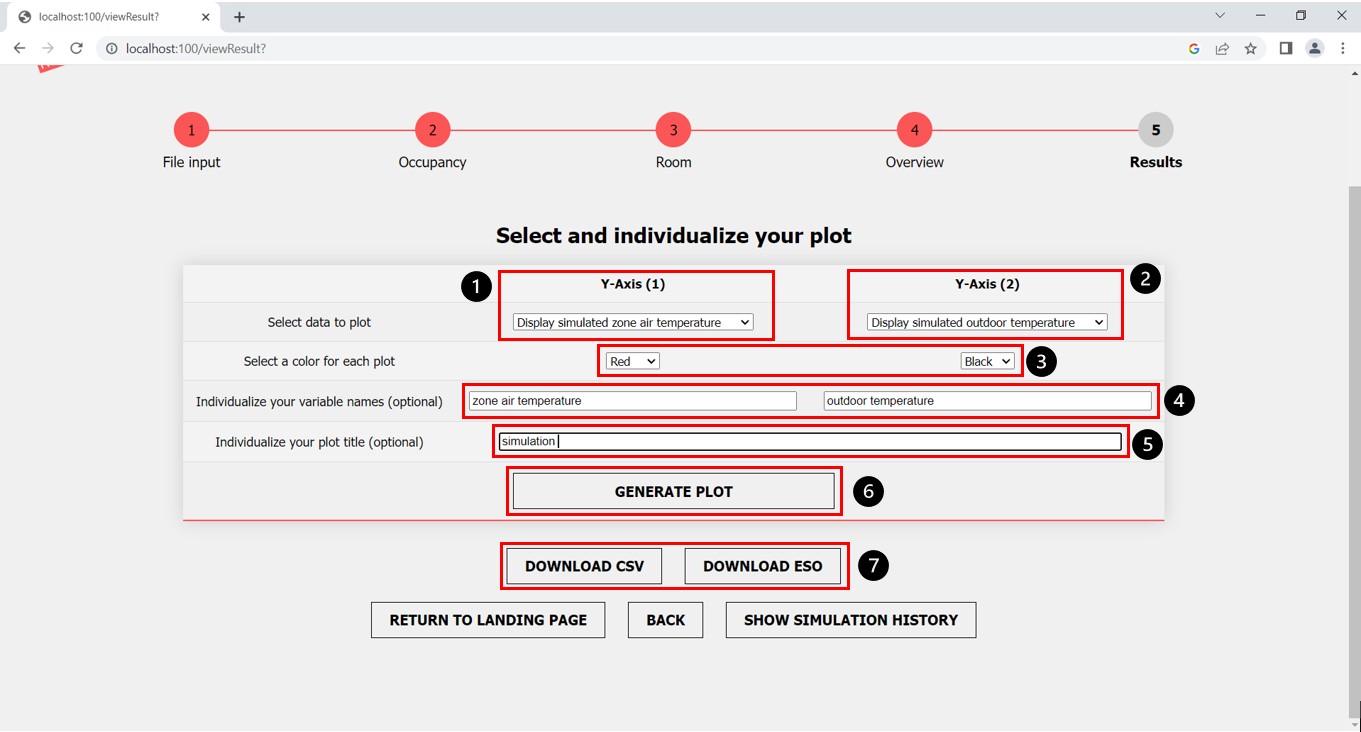 localhost:100/viewResult?
localhost:100/viewResult?
1 2 3 4 5
File input Occupancy Room Overview Results
Select and individualize your plot
1 Y-Axis (1) Y-Axis (2) 2
Select data to plot Display simulated zone air temperature Display simulated outdoor temperature
Select a color for each plot Red Black 3
Individualize your variable names (optional) zone air temperature outdoor temperature 4
Individualize your plot title (optional) simulation 5
GENERATE PLOT 6
DOWNLOAD CSV DOWNLOAD ESO 7
RETURN TO LANDING PAGE BACK SHOW SIMULATION HISTORY